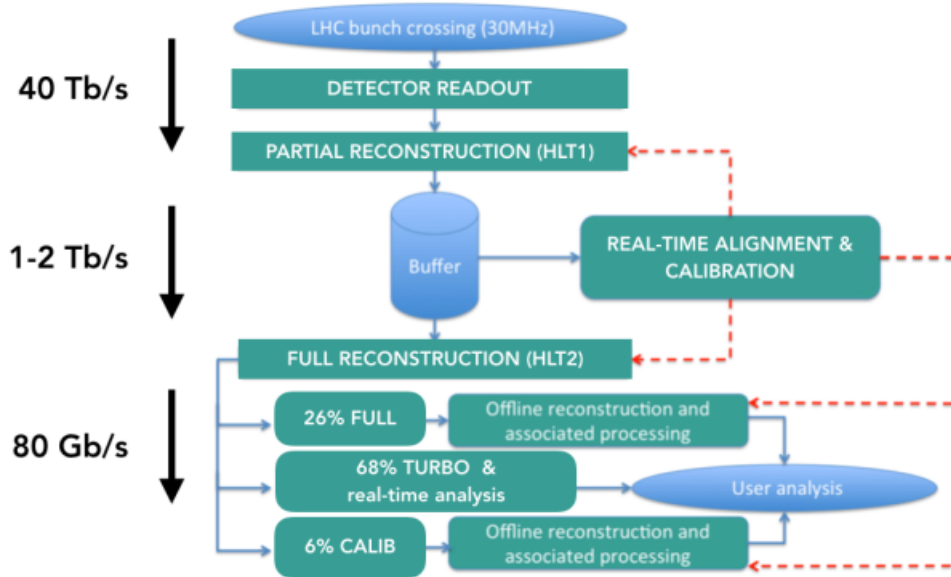 LHC bunch crossing (30MHz)
40 Tb/s
DETECTOR READOUT
PARTIAL RECONSTRUCTION (HLT1)
1-2 Tb/s
Buffer
REAL-TIME ALIGNMENT &
CALIBRATION
FULL RECONSTRUCTION (HLT2)
80 Gb/s
26% FULL
Offline reconstruction and
associated processing
68% TURBO &
real-time analysis
User analysis
6% CALIB
Offline reconstruction and
associated processing